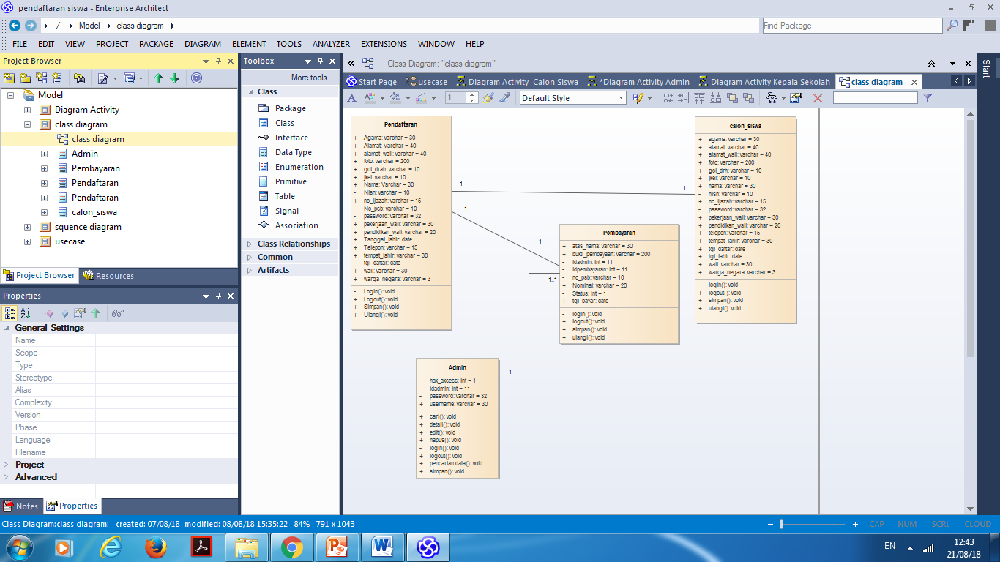 pendaftaran siswa - Enterprise Architect
/ Model class diagram
Find Package
FILE EDIT VIEW PROJECT PACKAGE DIAGRAM ELEMENT TOOLS ANALYZER EXTENSIONS WINDOW HELP
Project Browser
Model
Diagram Activity
class diagram
class diagram
Admin
Pembayaran
Pendaftaran
Pendaftaran
calon_siswa
squence diagram
usecase
Project Browser Resources
Properties
General Settings
Name
Scope
Type
Stereotype
Alias
Complexity
Version
Phase
Language
Filename
Project
Advanced
Notes Properties
Toolbox
More tools...
Class
Package
Class
Interface
Data Type
Enumeration
Primitive
Table
Signal
Association
Class Relationships
Common
Artifacts
Class Diagram: "class diagram"
Start Page usecase Diagram Activity Calon Siswa *Diagram Activity Admin Diagram Activity Kepala Sekolah class diagram
1 Default Style
Start
Pendaftaran
+ Agama: varchar = 30
+ Alamat: Varchar = 40
+ alamat_wali: varchar = 40
+ foto: varchar = 200
+ gol_drah: varchar = 10
+ jkel: varchar = 10
+ Nama: Varchar = 30
- Nisn: varchar = 10
+ no_ijazah: varchar = 15
- No_psb: varchar = 10
- password: varchar = 32
+ pekerjaan_wali: varchar = 30
+ pendidikan_wali: varchar = 20
+ Tanggal_lahir: date
+ Telepon: varchar = 15
+ tempat_lahir: varchar = 30
- tgl_daftar: date
+ wali: varchar = 30
+ warga_negara: varchar = 3
- Login(): void
+ Logout(): void
+ Simpan(): void
+ Ulangi(): void
1
1
1
1
1..*
1
calon_siswa
+ agama: varchar = 30
+ alamat: varchar = 40
+ alamat_wali: varchar = 40
+ foto: varchar = 200
+ gol_drh: varchar = 10
+ jkel: varchar = 10
+ nama: varchar = 30
- nisn: varchar = 10
+ no_ijazah: varchar = 15
- password: varchar = 32
+ pekerjaan_wali: varchar = 30
+ pendidikan_wali: varchar = 20
+ telepon: varchar = 15
+ tempat_lahir: varchar = 30
+ tgl_daftar: date
+ tgl_lahir: date
+ wali: varchar = 30
+ warga_negara: varchar = 3
- login(): void
+ logout(): void
+ simpan(): void
+ ulangi(): void
Pembayaran
+ atas_nama: varchar = 30
+ bukti_pembayaan: varchar = 200
- idadmin: int = 11
- idpembayaran: int = 11
- no_psb: varchar = 10
+ Nominal: varchar = 20
- Status: int = 1
+ tgl_bayar: date
- login(): void
+ logout(): void
+ simpan(): void
+ ulangi(): void
Admin
- hak_aksess: int = 1
- idadmin: int = 11
- password: varchar = 32
+ username: varchar = 30
+ cari(): void
+ detail(): void
+ edit(): void
+ hapus(): void
- login(): void
+ logout(): void
+ pencarian data(): void
+ simpan(): void
Class Diagram:class diagram: created: 07/08/18 modified: 08/08/18 15:35:22 84% 791 x 1043
CAP NUM SCRL CLOUD
EN
12:43
21/08/18